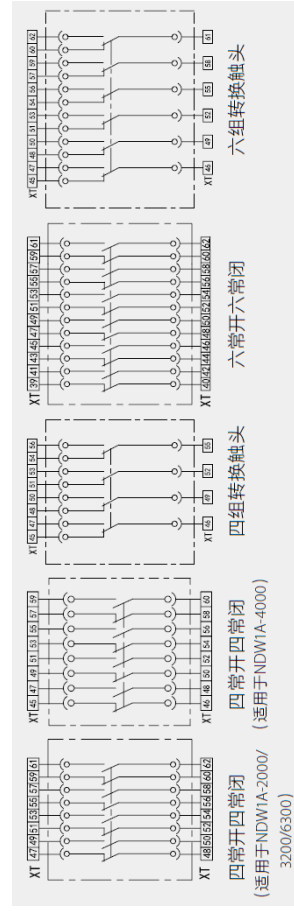 XT 47 49 51 53 55 57 59 61
XT 48 50 52 54 56 58 60 62
四常开四常闭
（适用于NDW1A-2000/
3200/6300）
XT 45 47 49 51 53 55 57 59
XT 46 48 50 52 54 56 58 60
四常开四常闭
（适用于NDW1A-4000）
XT 45 47 48 50 51 53 54 56
XT 46 49 52 55
四组转换触头
XT 39 41 43 45 47 49 51 53 55 57 59 61
XT 40 42 44 46 48 50 52 54 56 58 60 62
六常开六常闭
XT 45 47 48 50 51 53 54 56 57 59 60 62
XT 46 49 52 55 58 61
六组转换触头